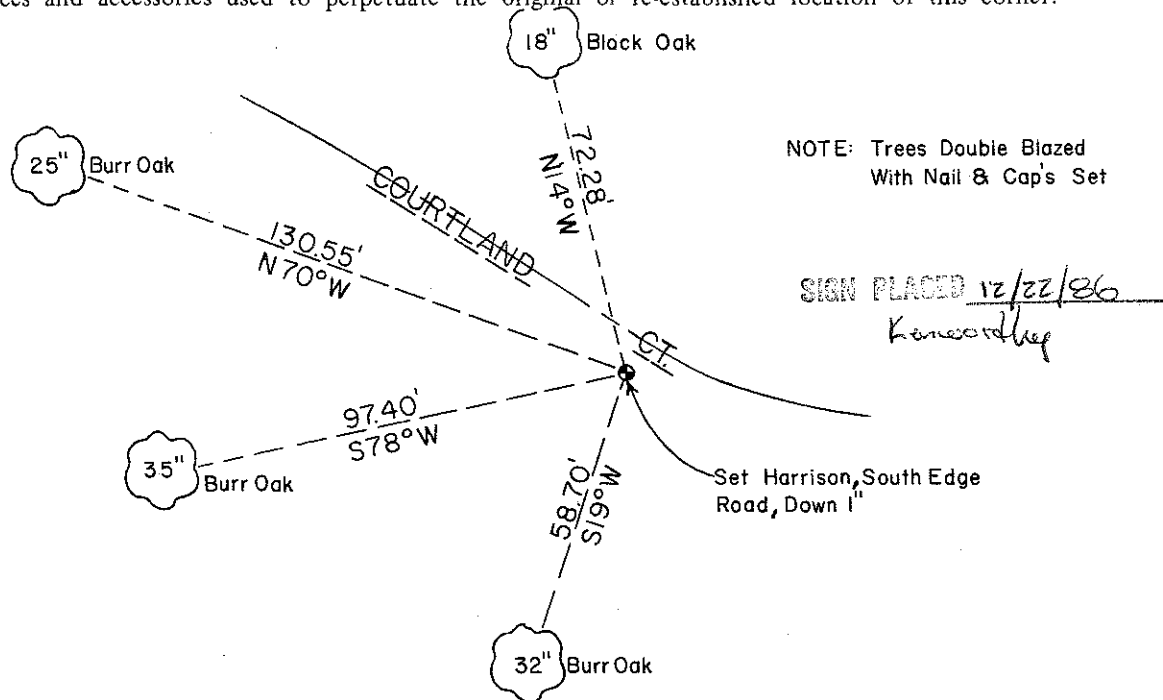 ces and accessories used to perpetuate the original or re-established location of this corner.
18" Black Oak
25" Burr Oak
72.28'
N14°W
NOTE: Trees Double Blazed
With Nail & Cap's Set
COURTLAND CT.
130.55'
N70°W
SIGN PLACED 12/22/86
Kenworthy
97.40'
S78°W
35" Burr Oak
58.70'
S19°W
Set Harrison, South Edge
Road, Down 1"
32" Burr Oak